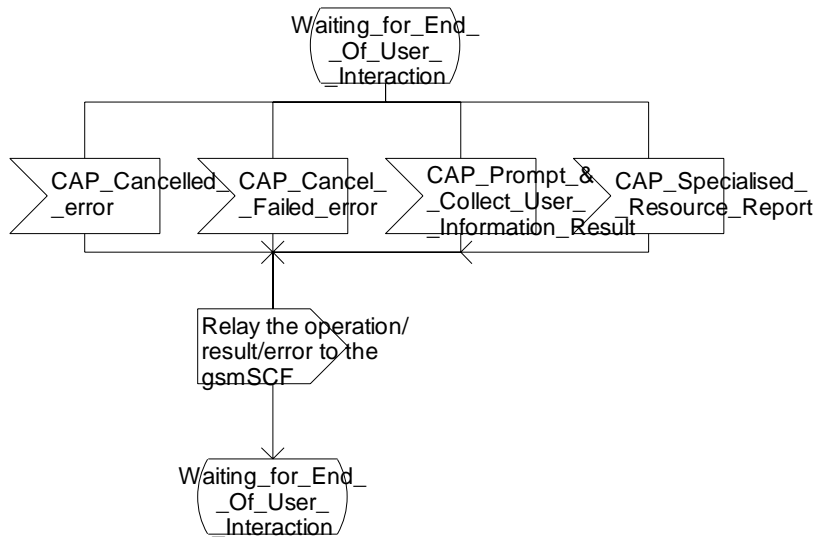 Waiting_for_End_
_Of_User_
_Interaction
CAP_Cancelled_
_error
CAP_Cancel_
_Failed_error
CAP_Prompt_&
_Collect_User_
_Information_Result
CAP_Specialised_
_Resource_Report
Relay the operation/
result/error to the
gsmSCF
Waiting_for_End_
_Of_User_
_Interaction